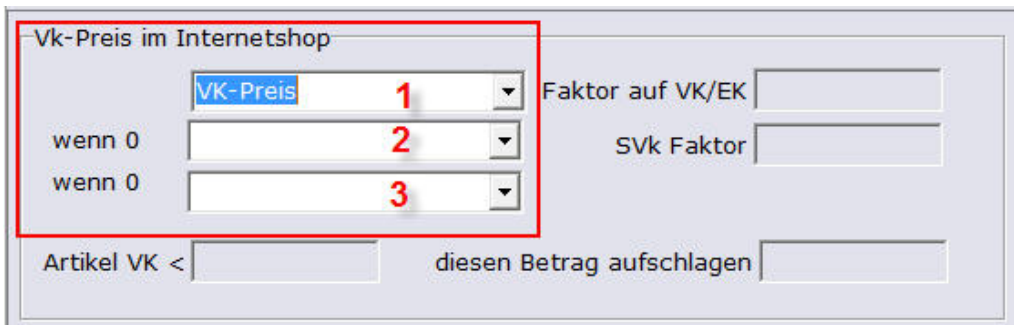 Vk-Preis im Internetshop
VK-Preis 1 Faktor auf VK/EK
wenn 0 2 SVk Faktor
wenn 0 3
Artikel VK < diesen Betrag aufschlagen